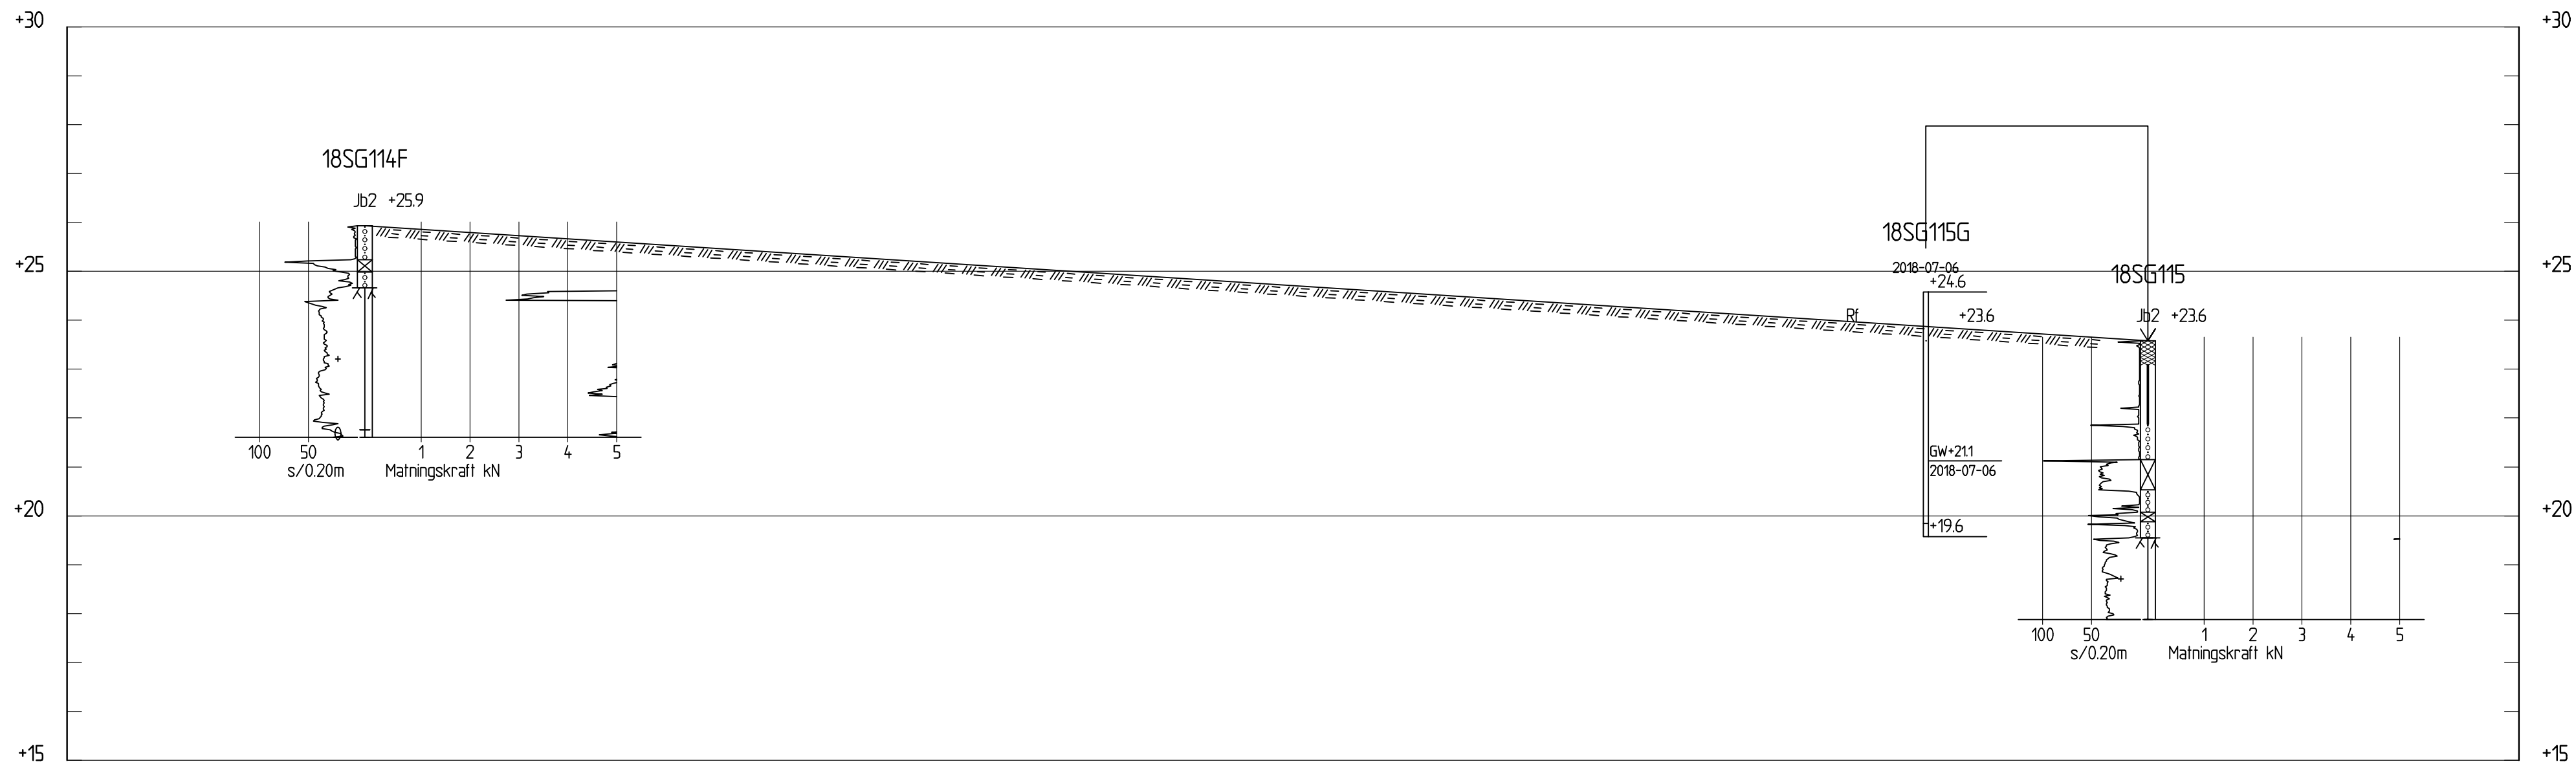 +30 +30
18SG114F
Jb2 +25.9
18SG115G
+25 2018-07-06 +25
18SG115
+24.6
Rf +23.6 Jb2 +23.6
100 50 1 2 3 4 5
s/0.20m Matningskraft kN
GW+21.1
2018-07-06
+20 +20
+19.6
100 50 1 2 3 4 5
s/0.20m Matningskraft kN
+15 +15